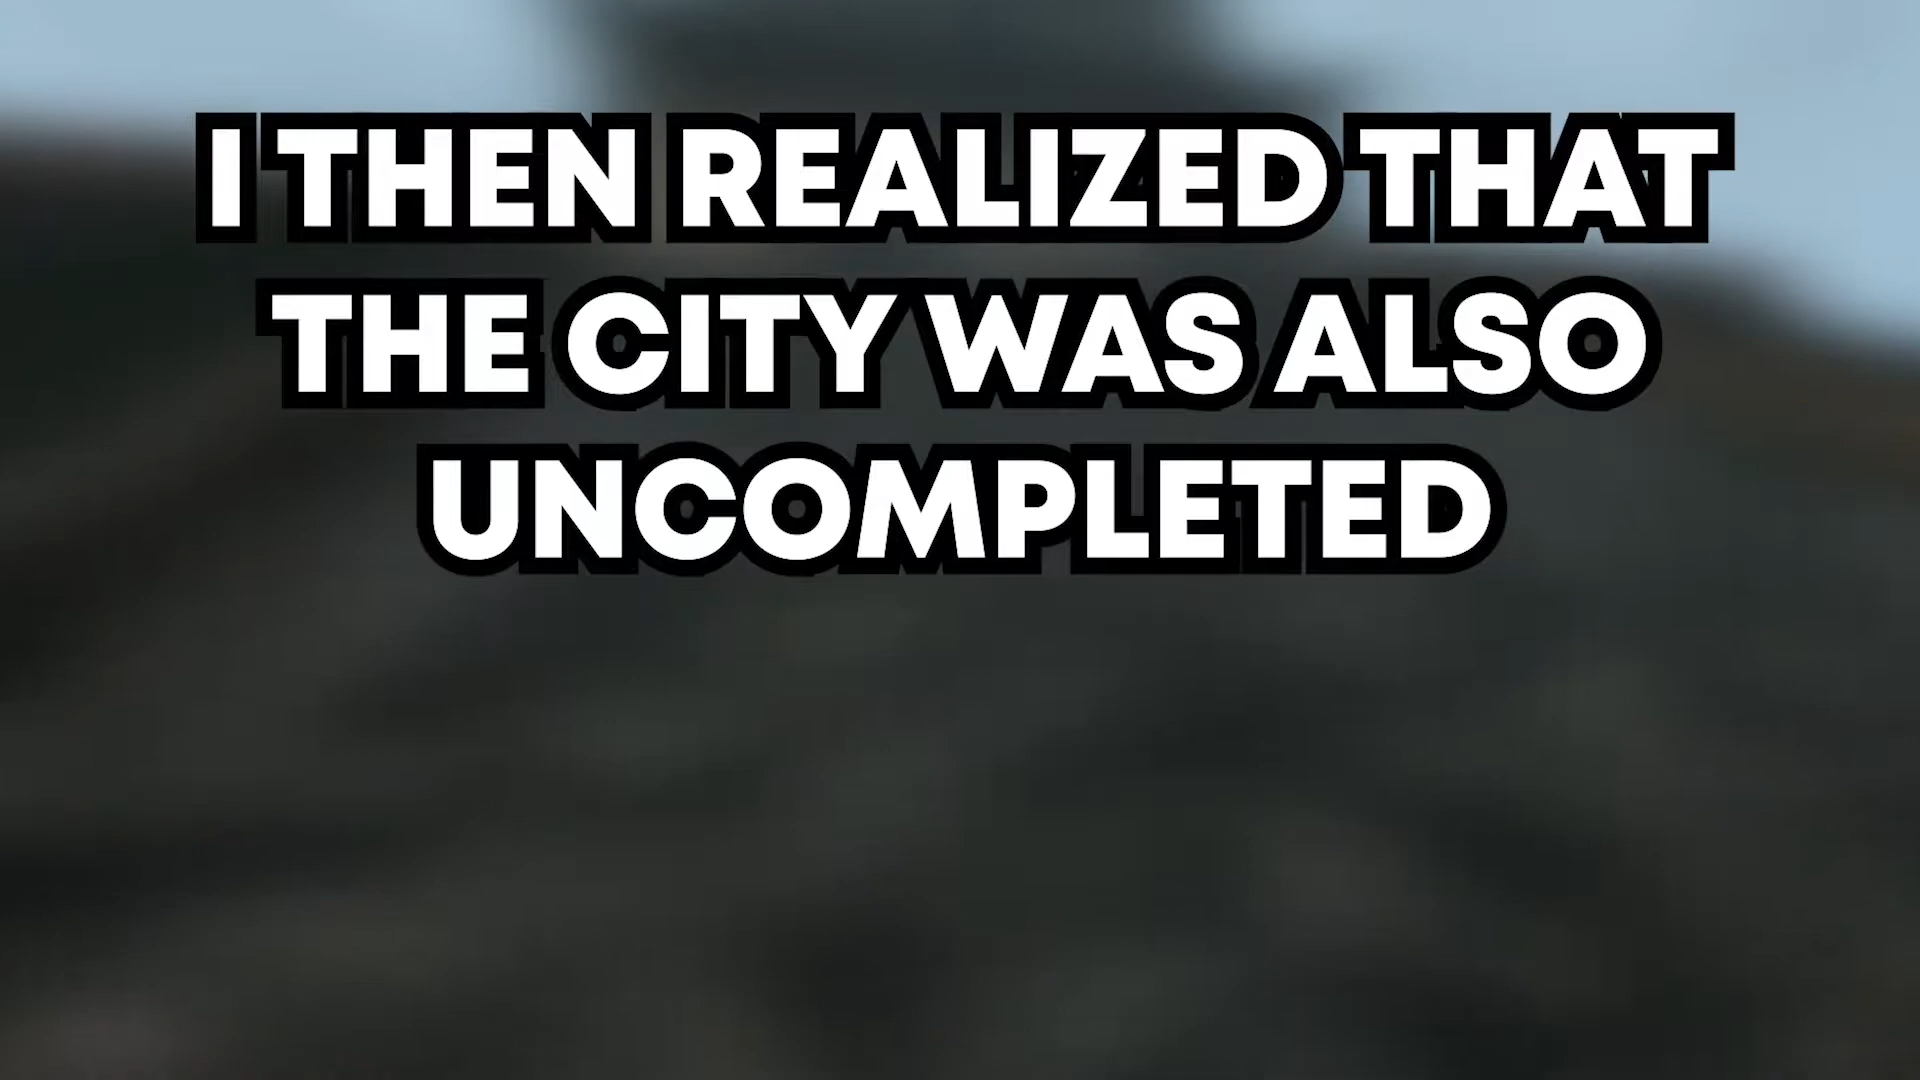 I THEN REALIZED THAT
THE CITY WAS ALSO
UNCOMPLETED